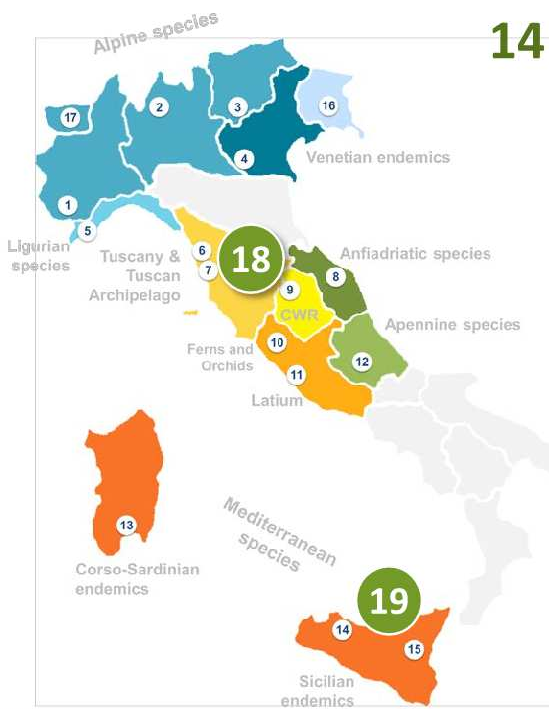 Alpine species
14
17
2
3
16
4
Venetian endemics
1
5
Ligurian
species
Tuscany &
Tuscan
Archipelago
6
7
18
Anfiadriatic species
8
9
CWR
Apennine species
Ferns and
Orchids
10
11
12
Latium
13
Corso-Sardinian
endemics
Mediterranean
species
19
14
15
Sicilian
endemics